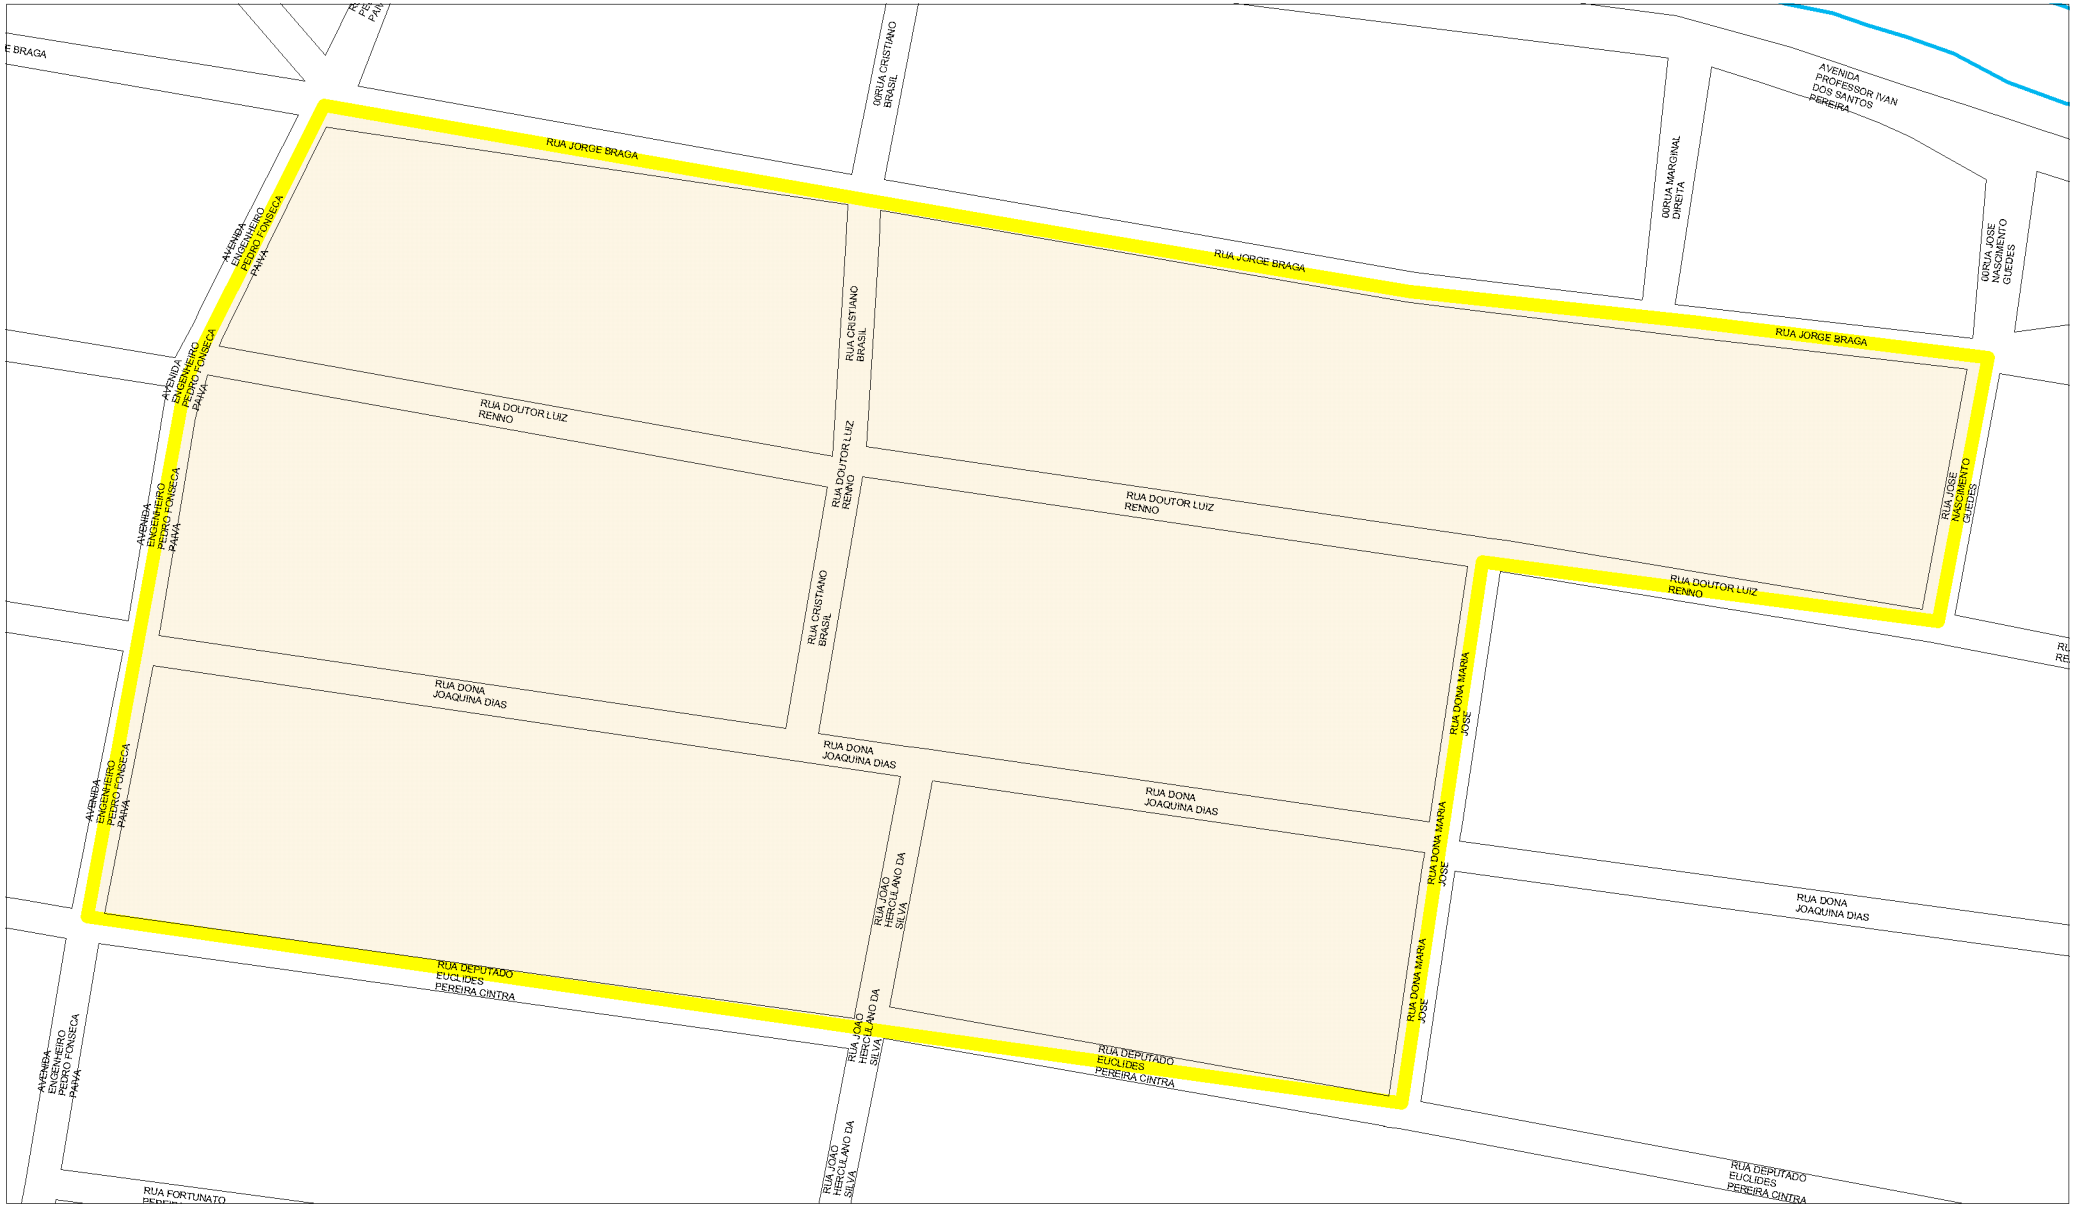 E BRAGA
00RUA CRISTIANO
BRASIL
AVENIDA
PROFESSOR IVAN
DOS SANTOS
PEREIRA
RUA JORGE BRAGA
00RUA MARGINAL
DIREITA
AVENIDA
ENGENHEIRO
PEDRO FONSECA
PAIVA
RUA JORGE BRAGA
00RUA JOSE
NASCIMENTO
GUEDES
RUA CRISTIANO
BRASIL
RUA JORGE BRAGA
AVENIDA
ENGENHEIRO
PEDRO FONSECA
PAIVA
RUA DOUTOR LUIZ
RENNO
RUA DOUTOR LUIZ
RENNO
RUA DOUTOR LUIZ
RENNO
RUA JOSE
NASCIMENTO
GUEDES
AVENIDA
ENGENHEIRO
PEDRO FONSECA
PAIVA
RUA DOUTOR LUIZ
RENNO
RUA CRISTIANO
BRASIL
RUA DONA MARIA
JOSE
RUA DONA
JOAQUINA DIAS
RUA DONA
JOAQUINA DIAS
RUA DONA
JOAQUINA DIAS
AVENIDA
ENGENHEIRO
PEDRO FONSECA
PAIVA
RUA DONA MARIA
JOSE
RUA JOAO
HERCULANO DA
SILVA
RUA DONA
JOAQUINA DIAS
RUA DEPUTADO
EUCLIDES
PEREIRA CINTRA
RUA DONA MARIA
JOSE
RUA JOAO
HERCULANO DA
SILVA
AVENIDA
ENGENHEIRO
PEDRO FONSECA
PAIVA
RUA DEPUTADO
EUCLIDES
PEREIRA CINTRA
RUA JOAO
HERCULANO DA
SILVA
RUA DEPUTADO
EUCLIDES
PEREIRA CINTRA
RUA FORTUNATO